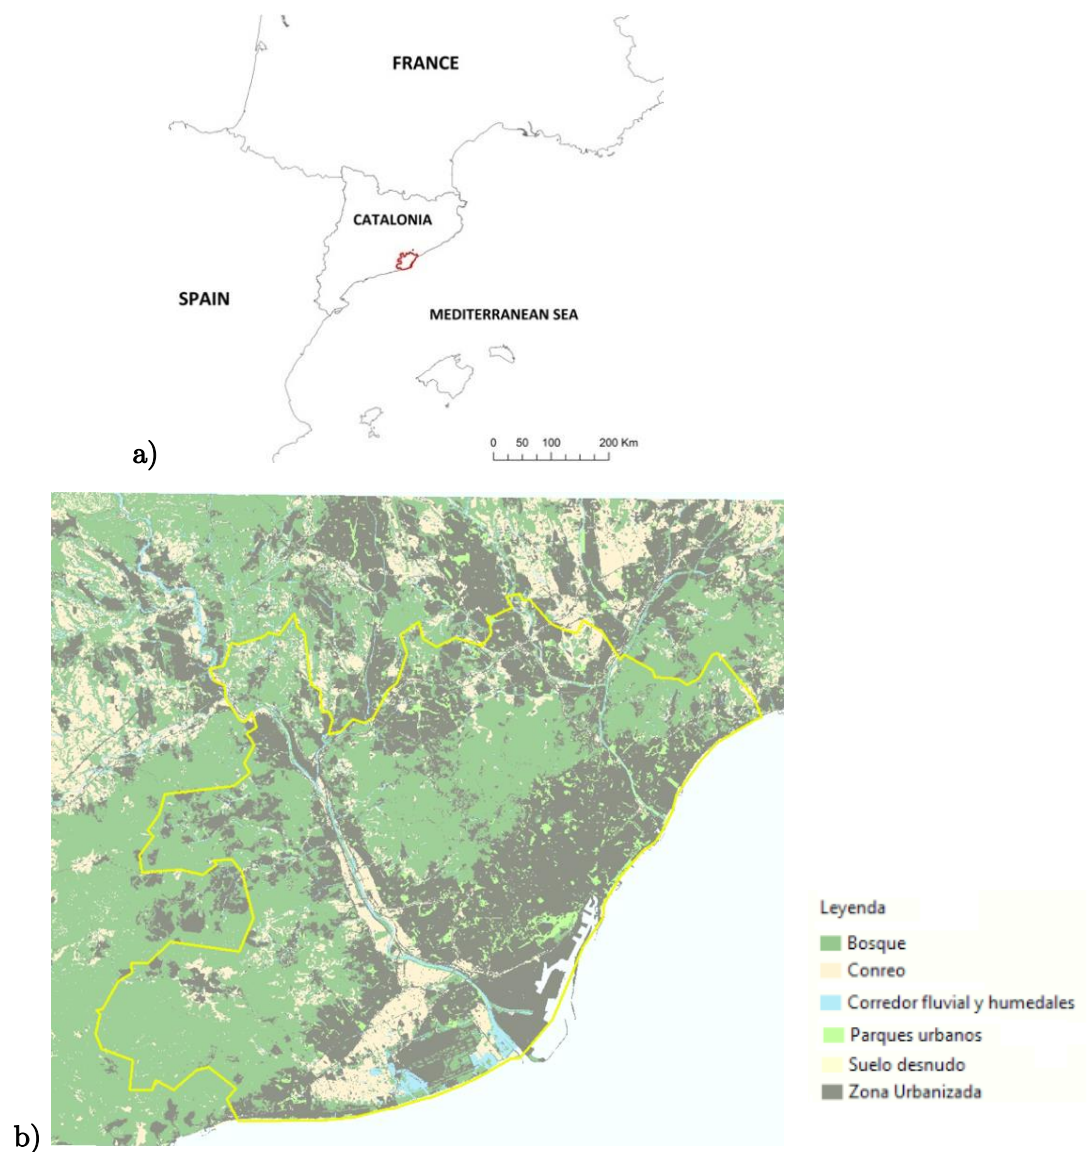 FRANCE
CATALONIA
SPAIN
MEDITERRANEAN SEA
0 50 100 200 Km
a)
Leyenda
Bosque
Conreo
Corredor fluvial y humedales
Parques urbanos
Suelo desnudo
Zona Urbanizada
b)